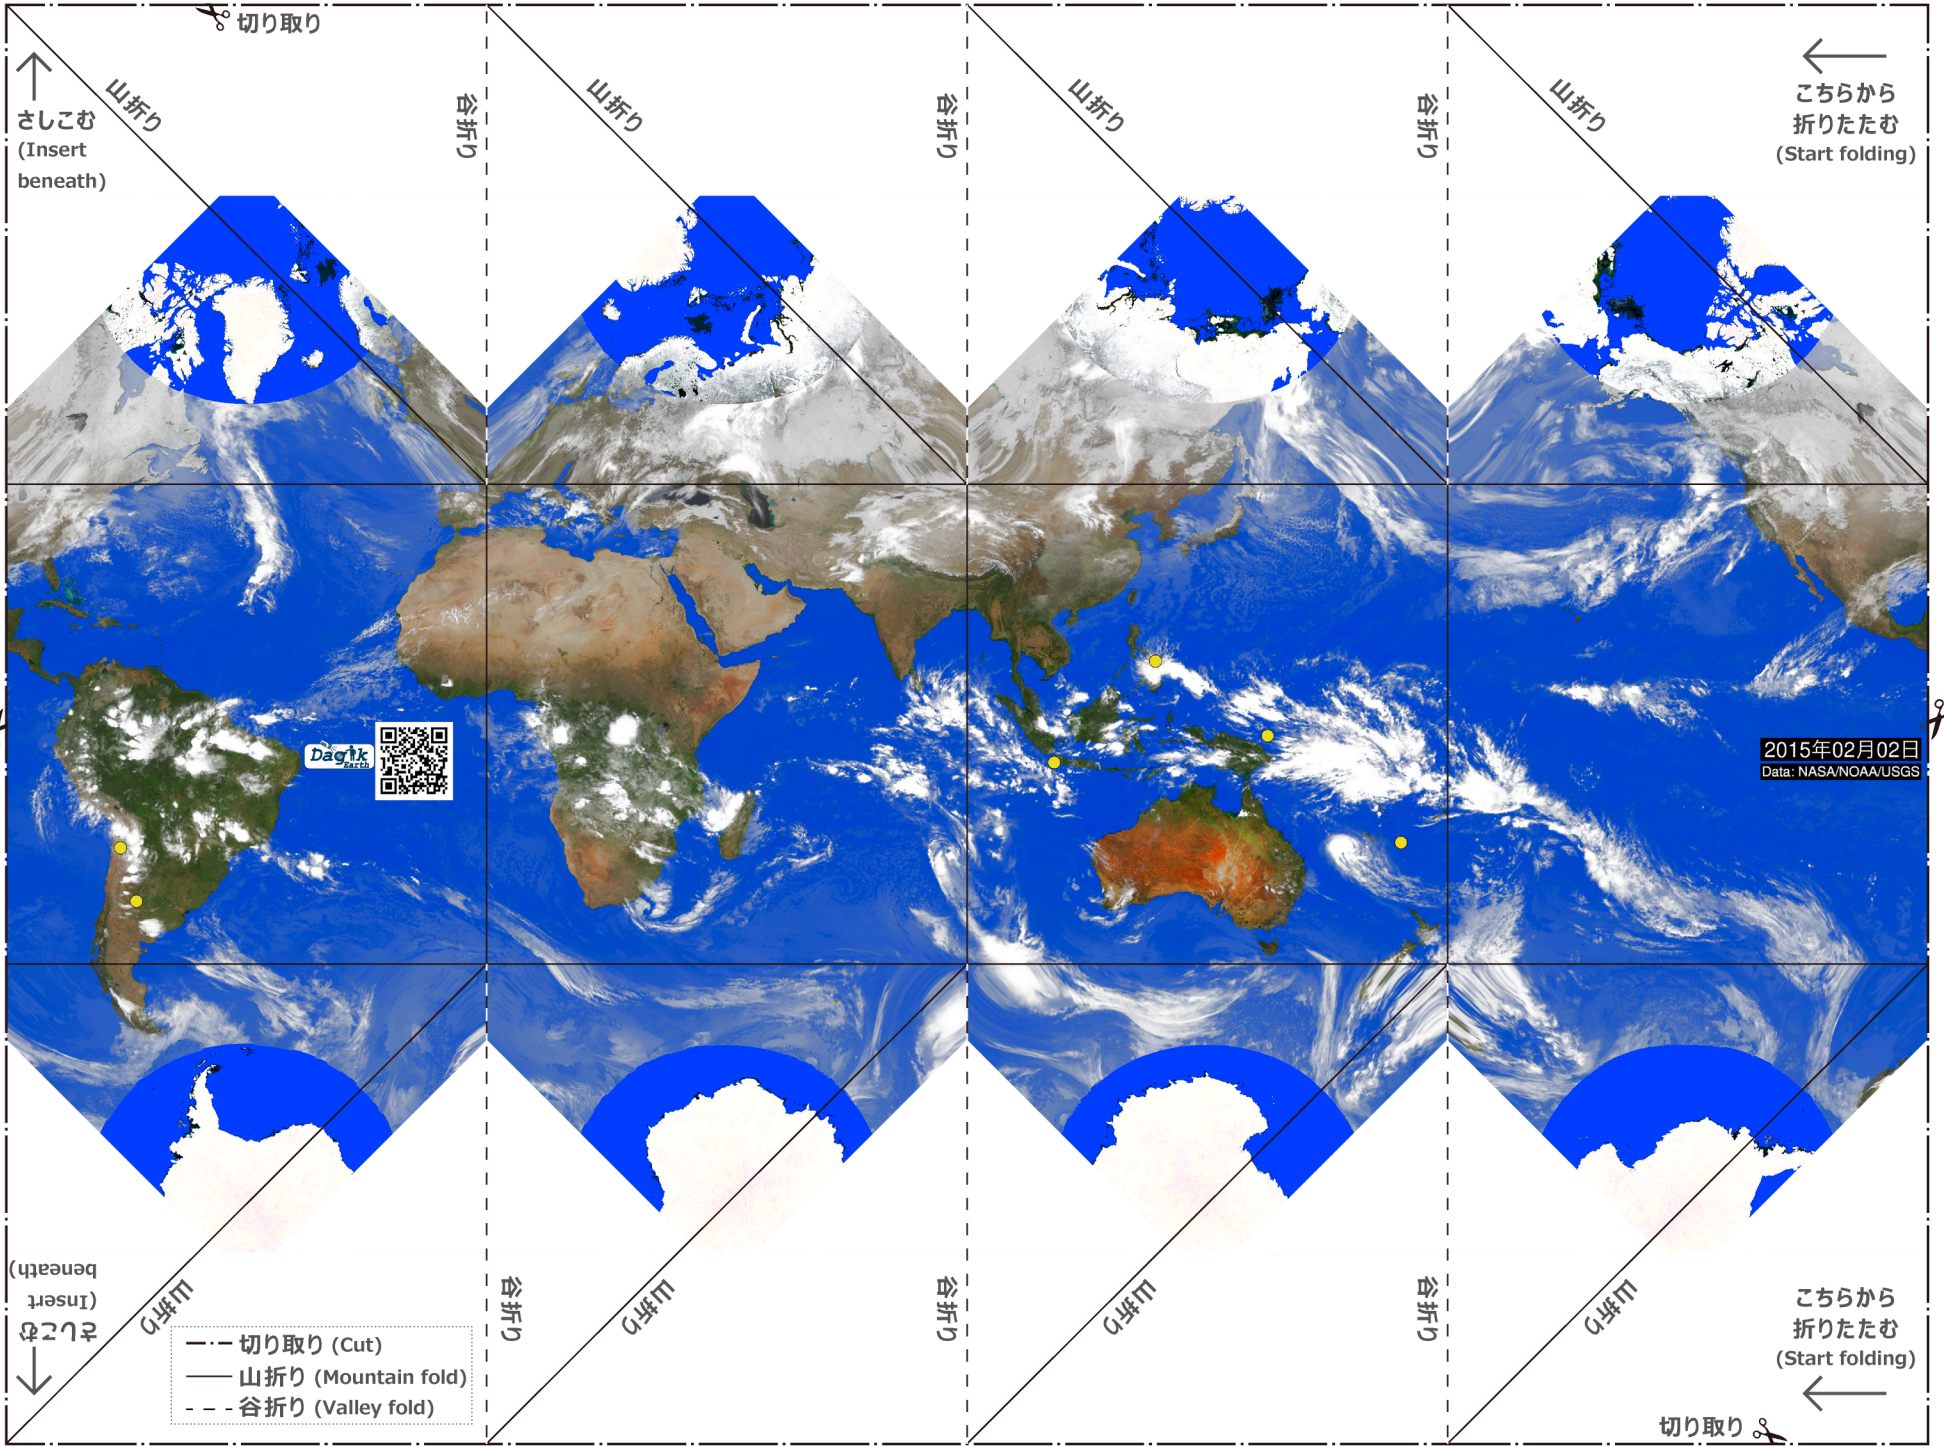 切り取り
さしこむ
(Insert
beneath)
山折り
谷折り
山折り
谷折り
山折り
谷折り
山折り
こちらから
折りたたむ
(Start folding)
Dagik
Earth
2015年02月02日
Data: NASA/NOAA/USGS
さしこむ
(Insert
beneath)
山折り
谷折り
山折り
谷折り
山折り
谷折り
山折り
こちらから
折りたたむ
(Start folding)
切り取り (Cut)
山折り (Mountain fold)
谷折り (Valley fold)
切り取り